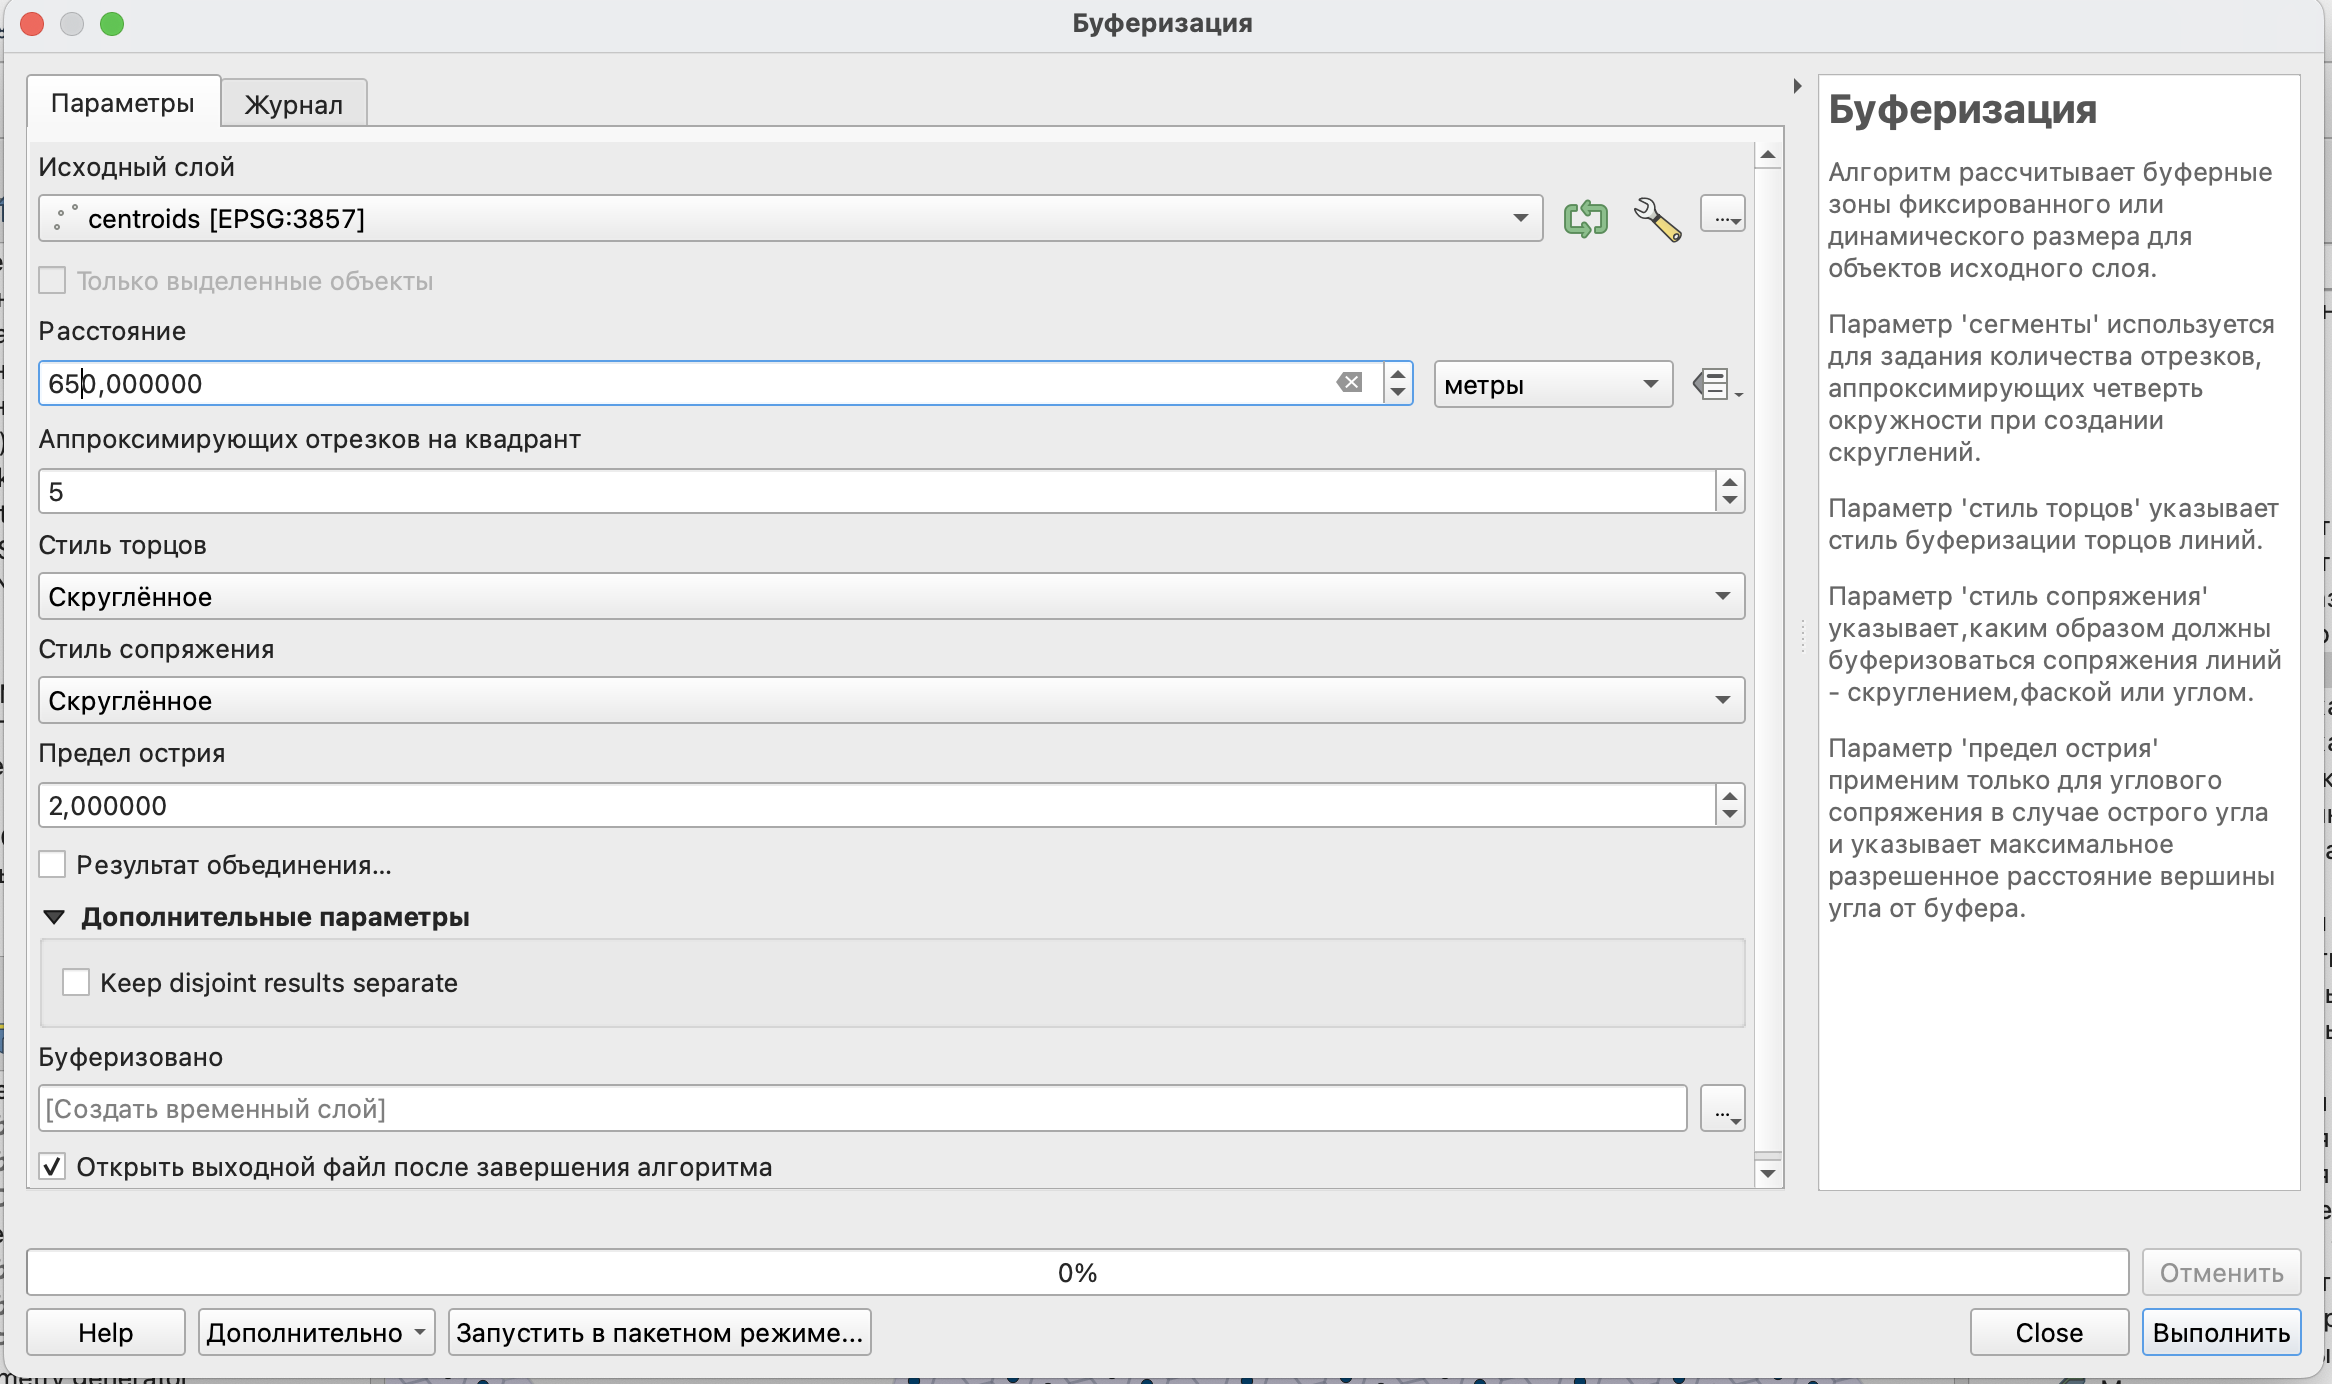 Буферизация
Параметры
Журнал
Исходный слой
centroids [EPSG:3857]
...
Только выделенные объекты
Расстояние
650,000000
метры
Аппроксимирующих отрезков на квадрант
5
Стиль торцов
Скруглённое
Стиль сопряжения
Скруглённое
Предел острия
2,000000
Результат объединения...
Дополнительные параметры
Keep disjoint results separate
Буферизовано
[Создать временный слой]
...
Открыть выходной файл после завершения алгоритма
Буферизация
Алгоритм рассчитывает буферные
зоны фиксированного или
динамического размера для
объектов исходного слоя.
Параметр 'сегменты' используется
для задания количества отрезков,
аппроксимирующих четверть
окружности при создании
скруглений.
Параметр 'стиль торцов' указывает
стиль буферизации торцов линий.
Параметр 'стиль сопряжения'
указывает,каким образом должны
буферизоваться сопряжения линий
- скруглением,фаской или углом.
Параметр 'предел острия'
применим только для углового
сопряжения в случае острого угла
и указывает максимальное
разрешенное расстояние вершины
угла от буфера.
0%
Отменить
Help
Дополнительно
Запустить в пакетном режиме...
Close
Выполнить